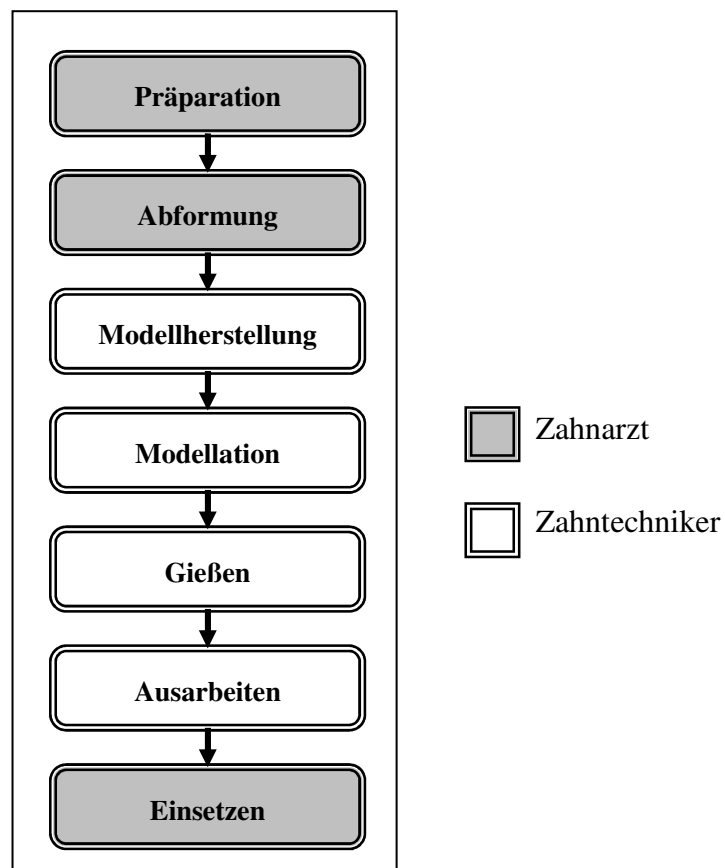 Präparation
Abformung
Modellherstellung
Modellation
Gießen
Ausarbeiten
Einsetzen
Zahnarzt
Zahntechniker